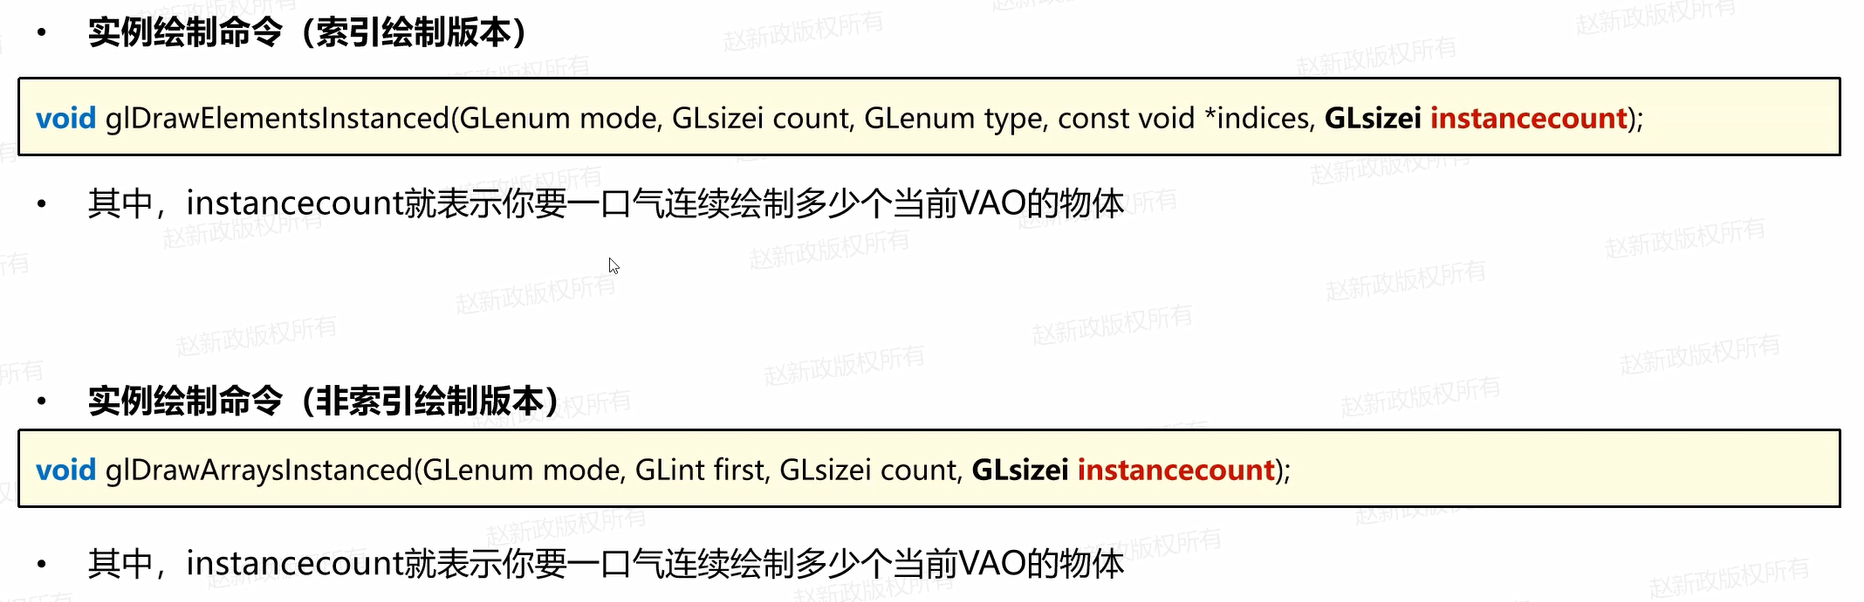 • 实例绘制命令（索引绘制版本）
void glDrawElementsInstanced(GLenum mode, GLsizei count, GLenum type, const void *indices, GLsizei instancecount);
• 其中，instancecount就表示你要一口气连续绘制多少个当前VAO的物体
• 实例绘制命令（非索引绘制版本）
void glDrawArraysInstanced(GLenum mode, GLint first, GLsizei count, GLsizei instancecount);
• 其中，instancecount就表示你要一口气连续绘制多少个当前VAO的物体
赵新政版权所有